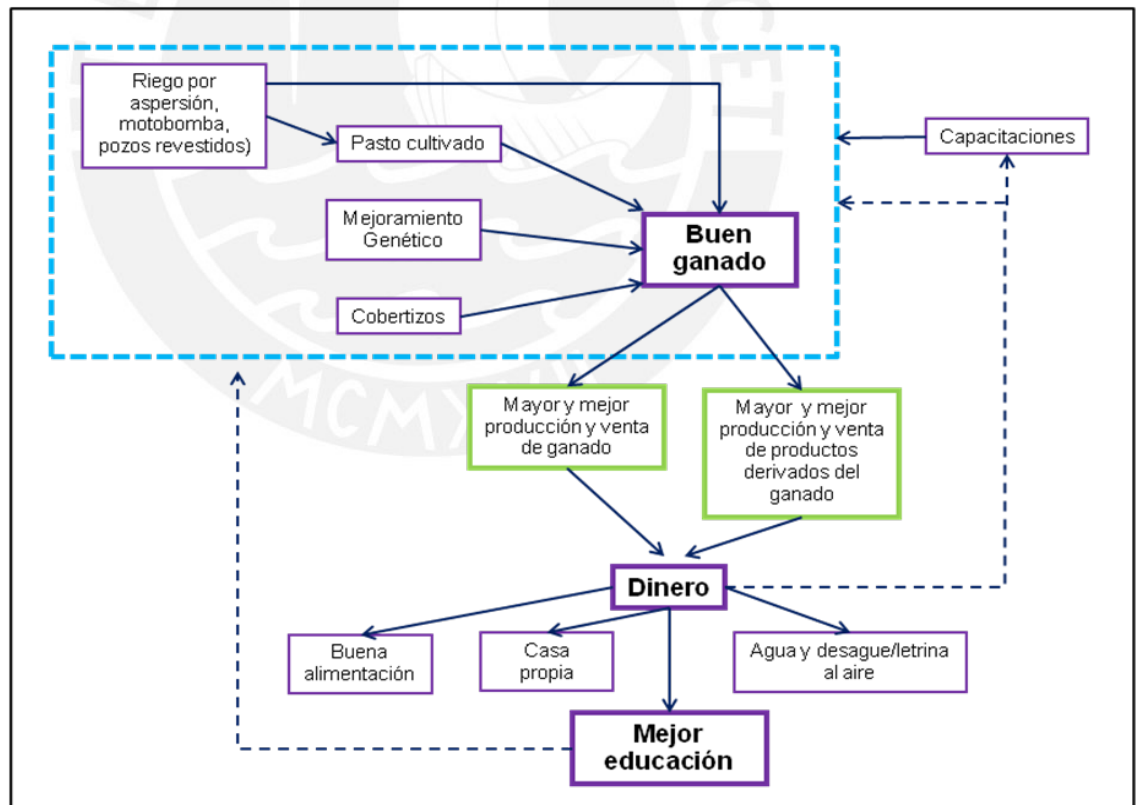 Riego por
aspersión,
motobomba,
pozos revestidos)
Pasto cultivado
Capacitaciones
Mejoramiento
Genético
Buen
ganado
Cobertizos
MCMXVII
Mayor y mejor
producción y venta
de ganado
Mayor y mejor
producción y venta
de productos
derivados del
ganado
Dinero
Buena
alimentación
Casa
propia
Agua y desague/letrina
al aire
Mejor
educación